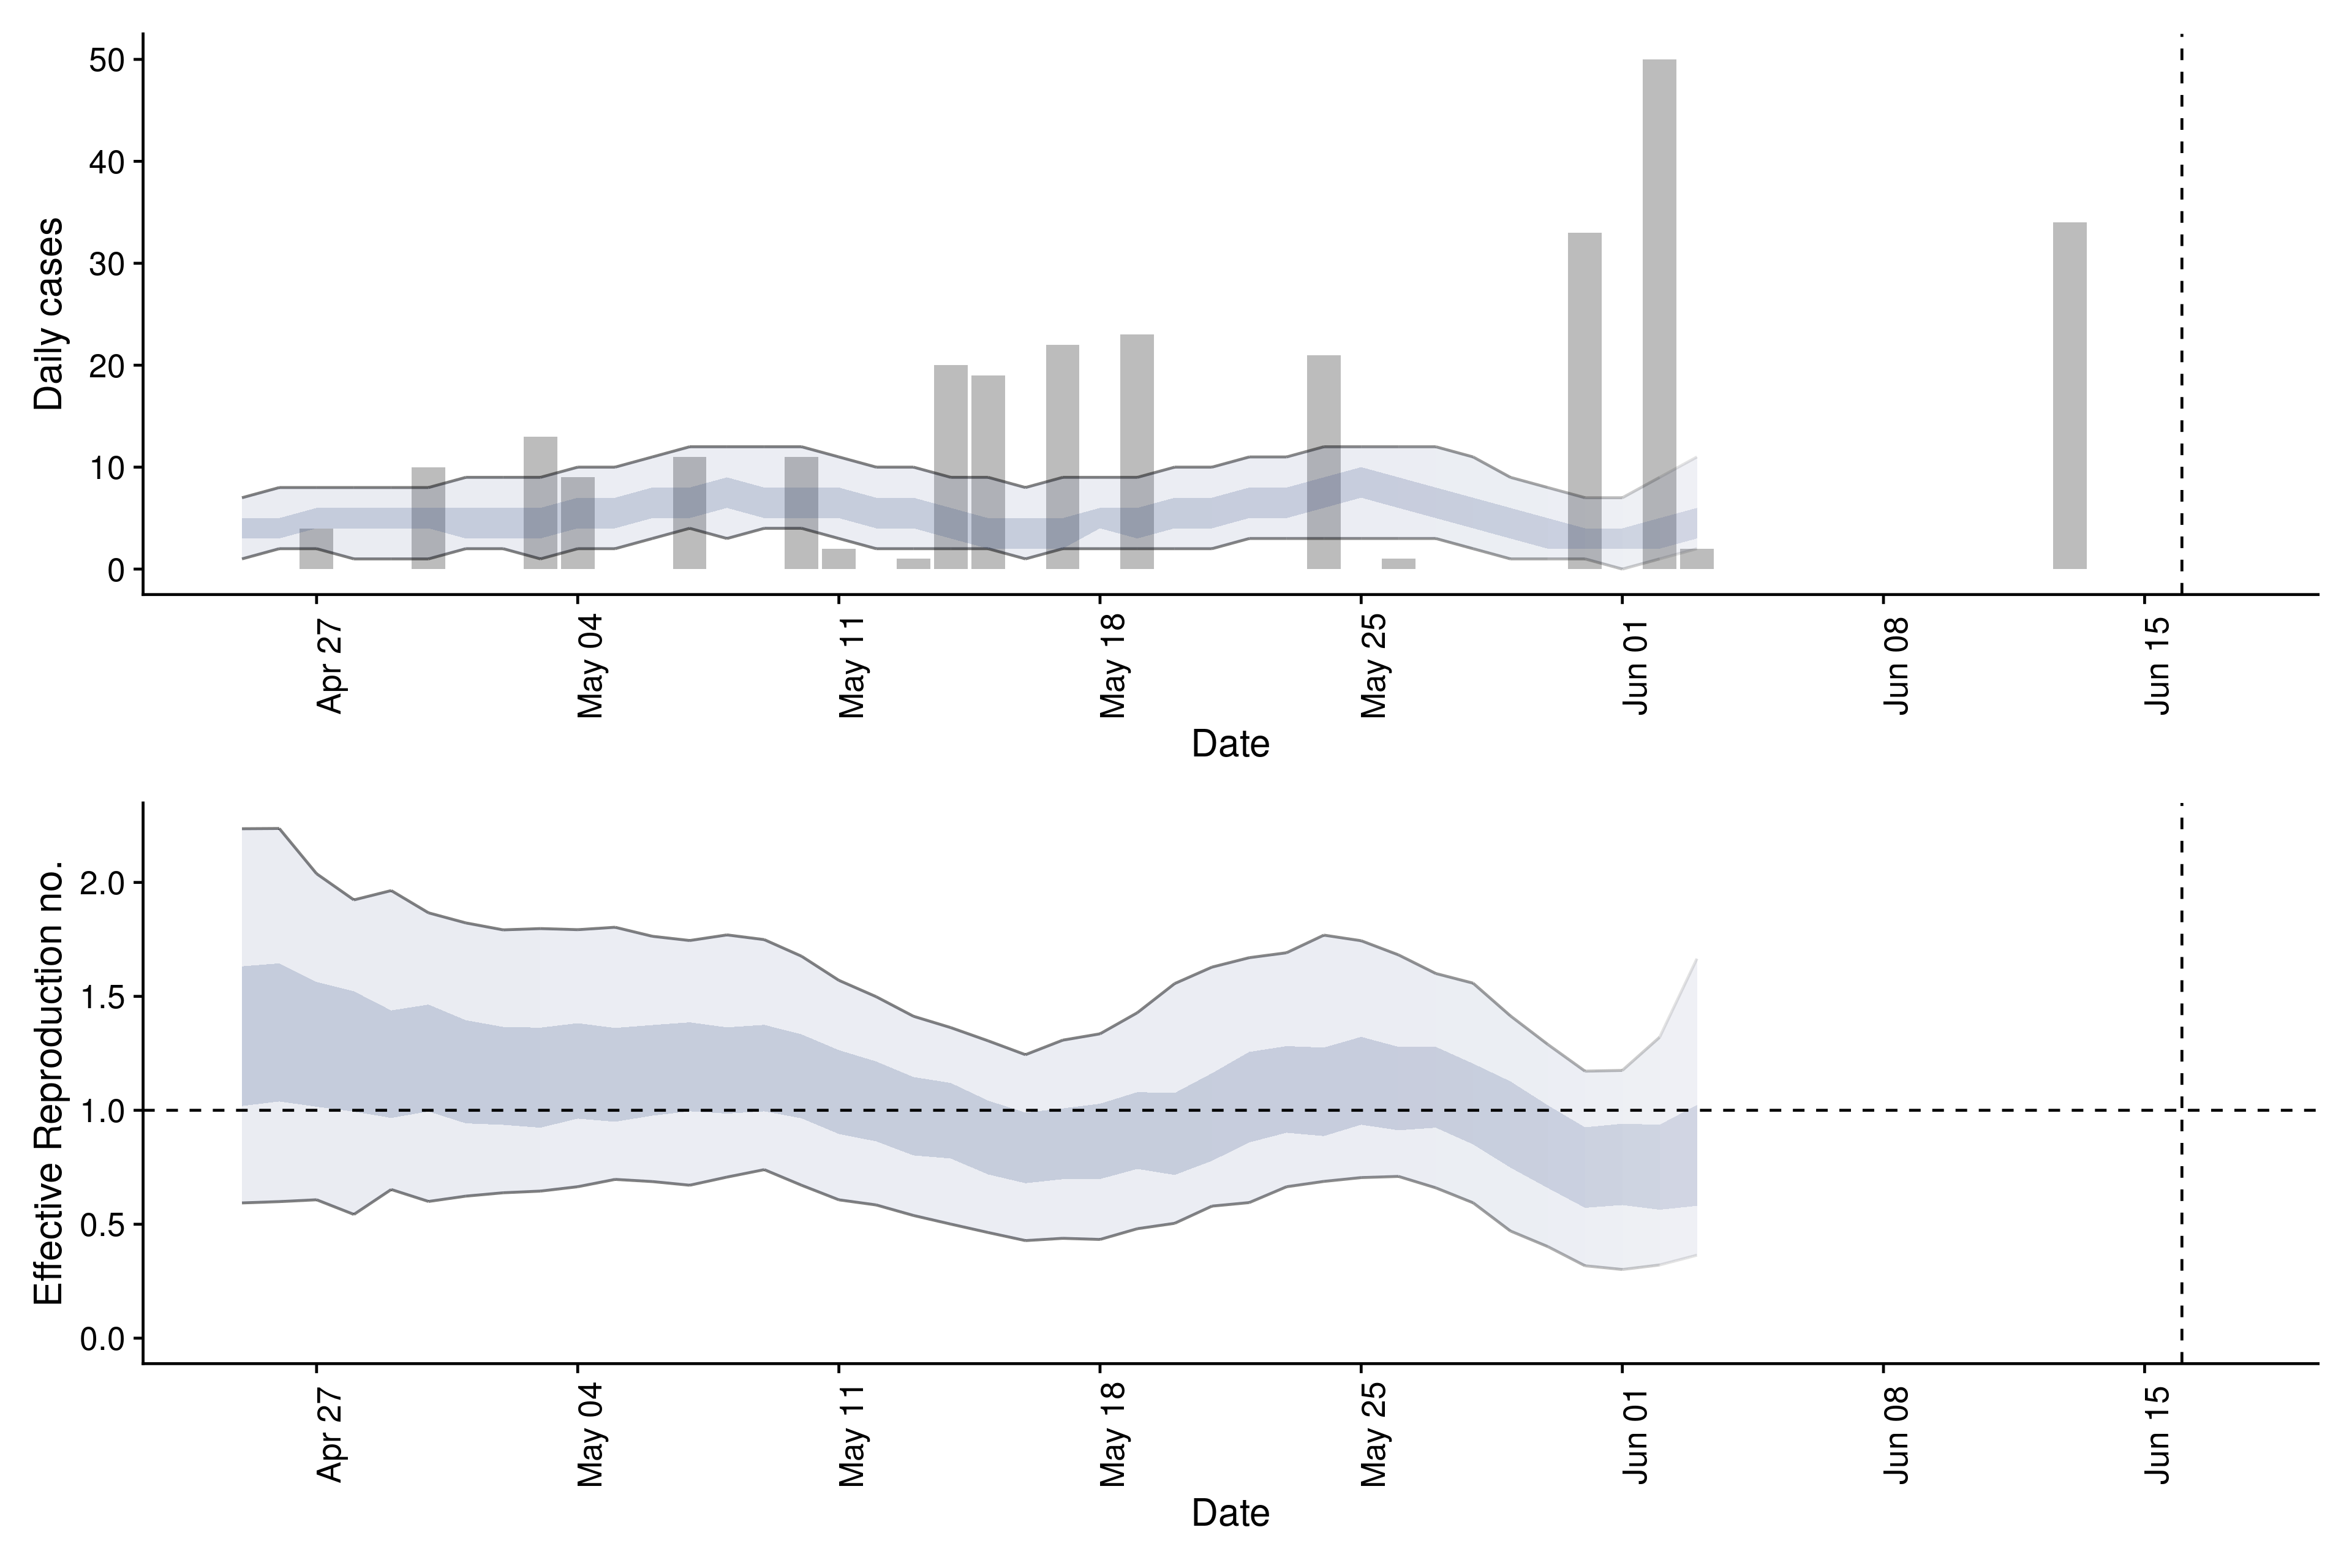 Daily cases
50
40
30
20
10
0
Apr 27
May 04
May 11
May 18
May 25
Jun 01
Jun 08
Jun 15
Date
Effective Reproduction no.
2.0
1.5
1.0
0.5
0.0
Apr 27
May 04
May 11
May 18
May 25
Jun 01
Jun 08
Jun 15
Date